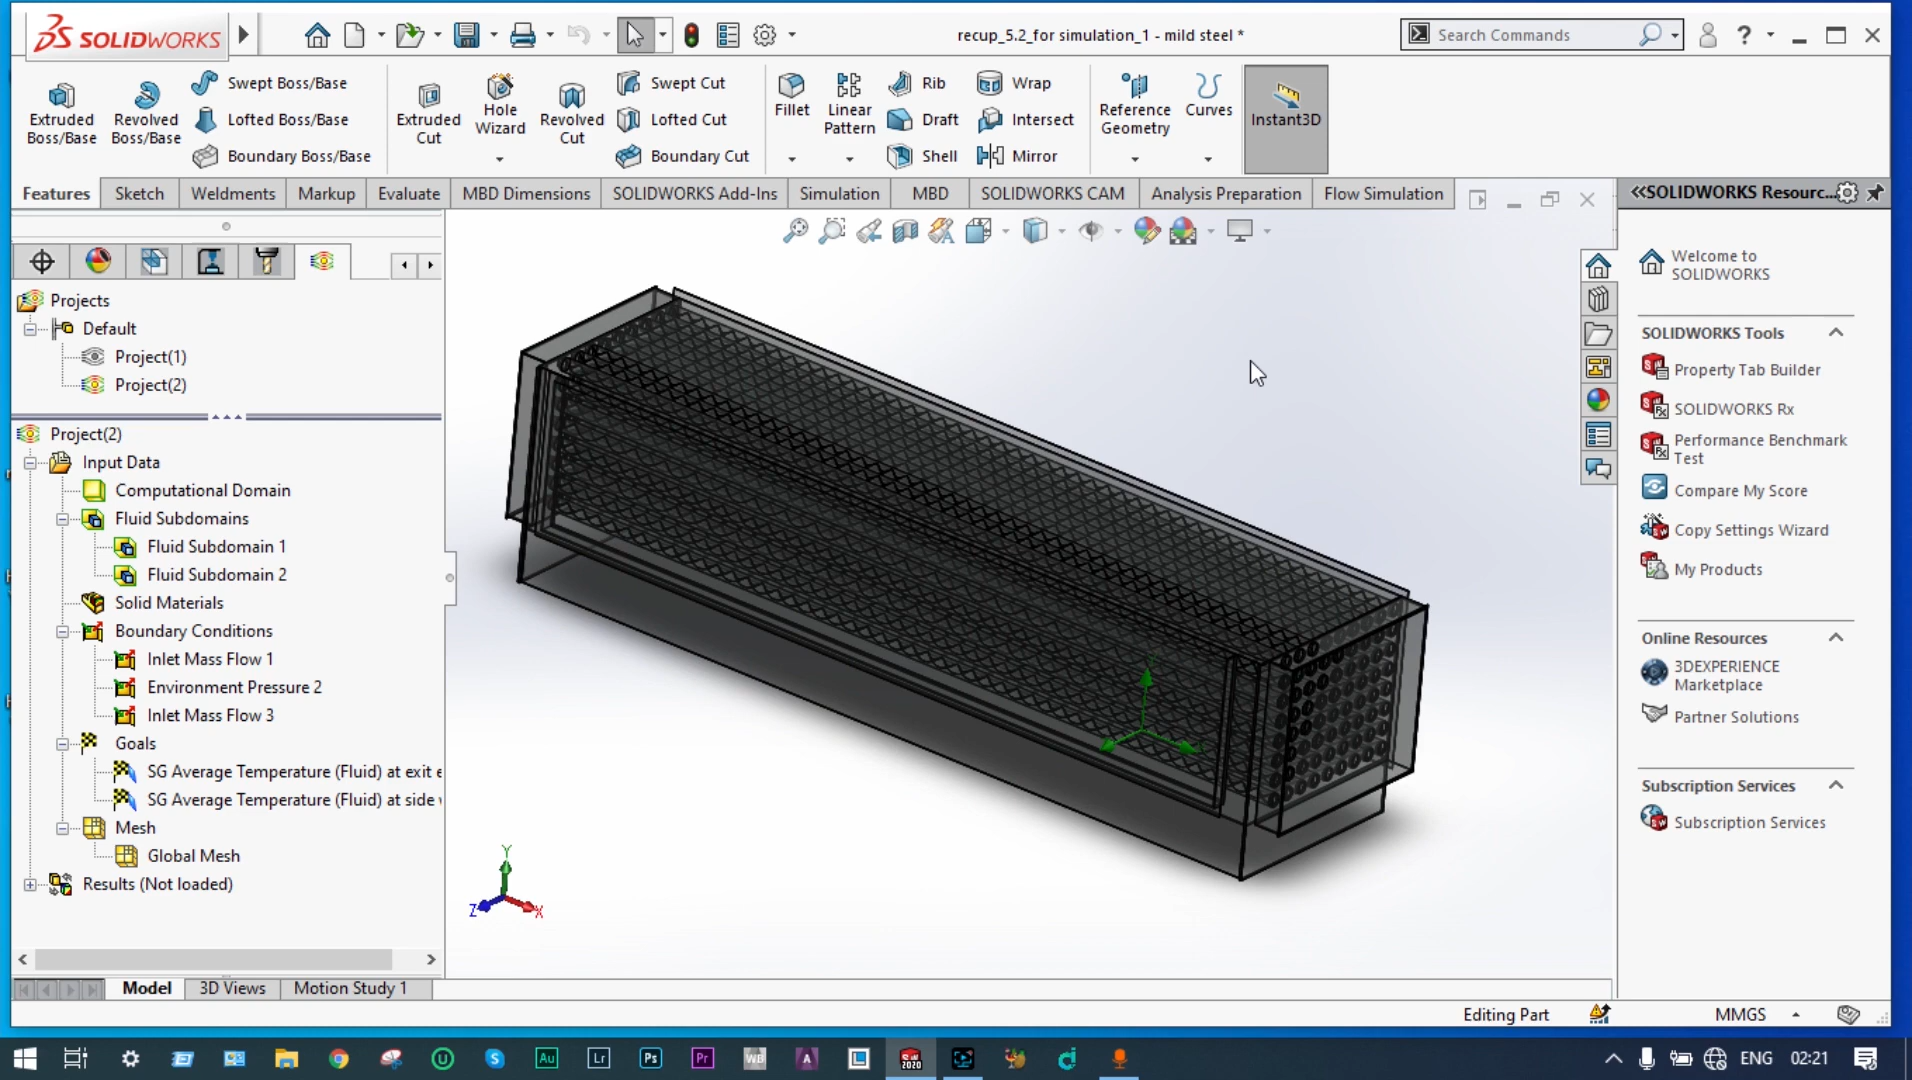 SOLIDWORKS
recup_5.2_for simulation_1 - mild steel *
Search Commands
Extruded Boss/Base
Revolved Boss/Base
Swept Boss/Base
Lofted Boss/Base
Boundary Boss/Base
Extruded Cut
Hole Wizard
Revolved Cut
Swept Cut
Lofted Cut
Boundary Cut
Fillet
Linear Pattern
Rib
Draft
Shell
Wrap
Intersect
Mirror
Reference Geometry
Curves
Instant3D
Features
Sketch
Weldments
Markup
Evaluate
MBD Dimensions
SOLIDWORKS Add-Ins
Simulation
MBD
SOLIDWORKS CAM
Analysis Preparation
Flow Simulation
Projects
Default
Project(1)
Project(2)
Project(2)
Input Data
Computational Domain
Fluid Subdomains
Fluid Subdomain 1
Fluid Subdomain 2
Solid Materials
Boundary Conditions
Inlet Mass Flow 1
Environment Pressure 2
Inlet Mass Flow 3
Goals
SG Average Temperature (Fluid) at exit e
SG Average Temperature (Fluid) at side
Mesh
Global Mesh
Results (Not loaded)
Y
Z
X
Model
3D Views
Motion Study 1
SOLIDWORKS Resourc...
Welcome to
SOLIDWORKS
SOLIDWORKS Tools
Property Tab Builder
SOLIDWORKS Rx
Performance Benchmark
Test
Compare My Score
Copy Settings Wizard
My Products
Online Resources
3DEXPERIENCE
Marketplace
Partner Solutions
Subscription Services
Subscription Services
Editing Part
MMGS
Au
Lr
Ps
Pr
WB
A
SW
2020
ENG
02:21